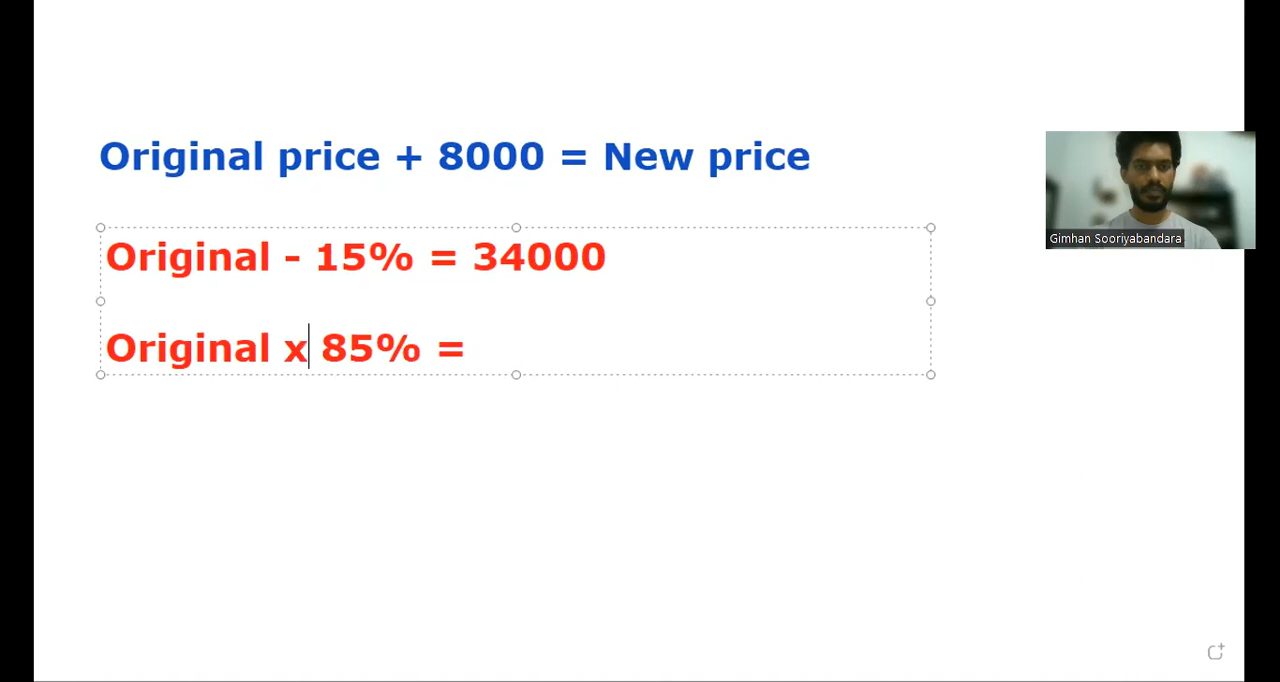 Original price + 8000 = New price
Original - 15% = 34000
Original x 85% =
Gimhan Sooriyabandara